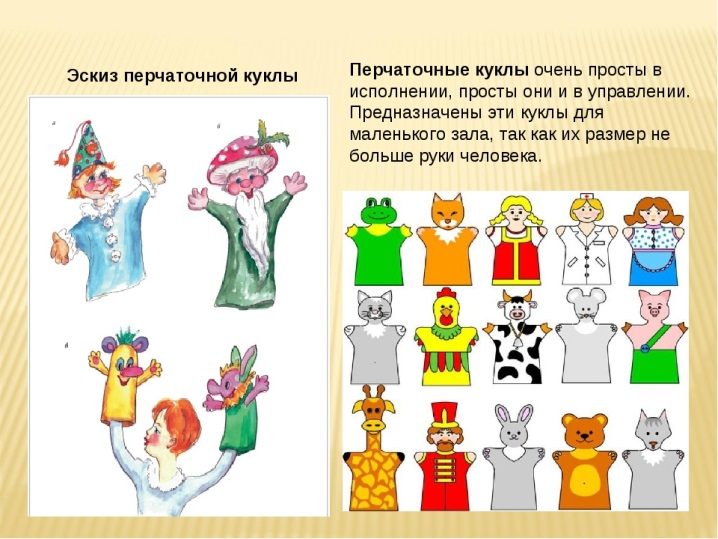 Эскиз перчаточной куклы
Перчаточные куклы очень просты в
исполнении, просты они и в управлении.
Предназначены эти куклы для
маленького зала, так как их размер не
больше руки человека.